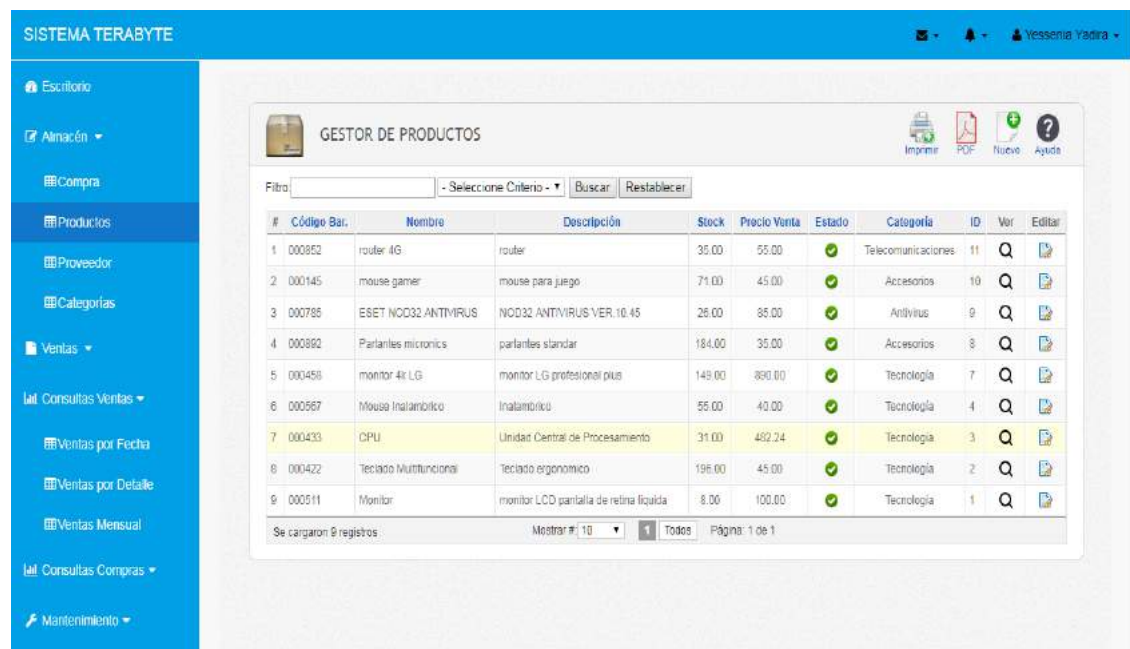 SISTEMA TERABYTE
Yessenia Yadira
Escritorio
Almacén
Compra
Productos
Proveedor
Categorias
Ventas
Consultas Ventas
Ventas por Fecha
Ventas por Detalle
Ventas Mensual
Consultas Compras
Mantenimiento
GESTOR DE PRODUCTOS
Imprimir PDF Nuevo Ayuda
Filtro: - Seleccione Criterio - Buscar Restablecer
# Código Bar. Nombre Descripción Stock Precio Venta Estado Categoría ID Ver Editar
1 000852 router 4G router 35.00 55.00 Telecomunicaciones 11
2 000145 mouse gamer mouse para juego 71.00 45.00 Accesorios 10
3 000785 ESET NOD32 ANTIVIRUS NOD32 ANTIVIRUS VER.10.45 26.00 85.00 Antivirus 9
4 000892 Parlantes micronics parlantes standar 184.00 35.00 Accesorios 8
5 000458 monitor 4k LG monitor LG profesional plus 149.00 890.00 Tecnología 7
6 000567 Mouse Inalambrico Inalambrico 55.00 40.00 Tecnología 4
7 000433 CPU Unidad Central de Procesamiento 31.00 482.24 Tecnología 3
8 000422 Teclado Multifuncional Teclado ergonomico 196.00 45.00 Tecnología 2
9 000511 Monitor monitor LCD pantalla de retina liquida 8.00 100.00 Tecnología 1
Se cargaron 9 registros Mostrar #: 10 1 Todos Página: 1 de 1